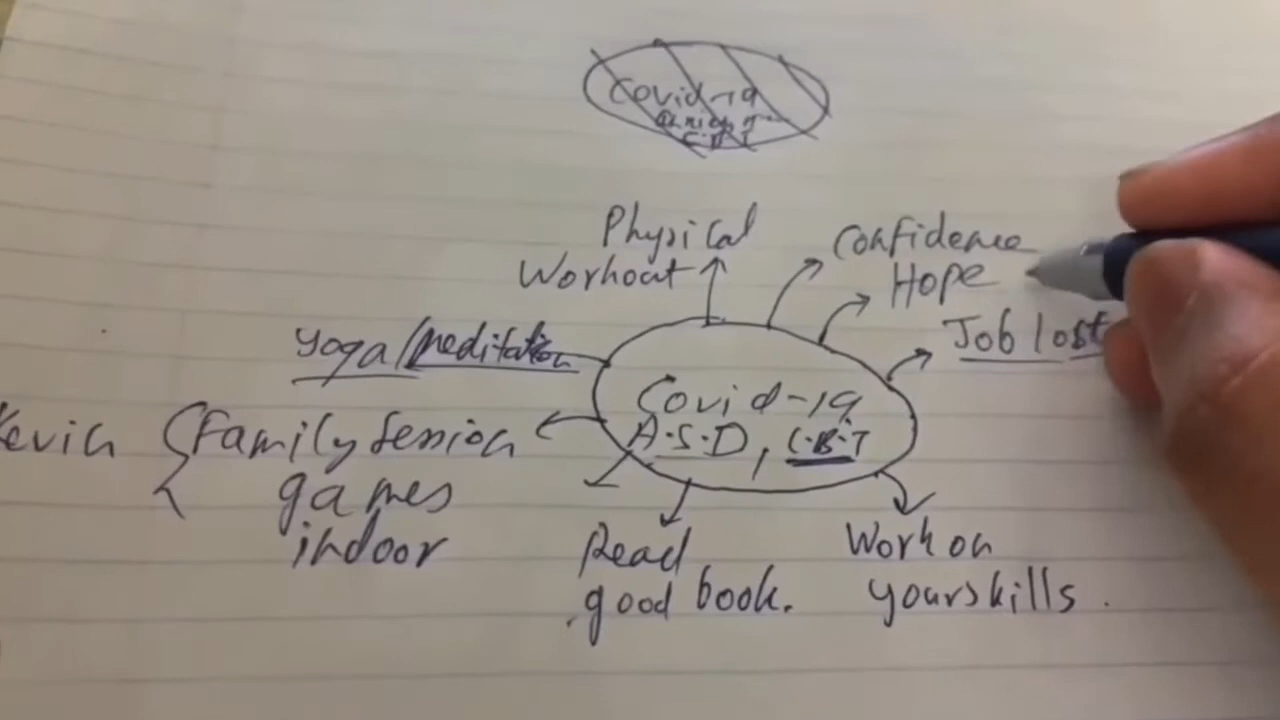 Covid-19
C.B.T
Physical
Workout
Confidence
Hope
Job lost
Yoga/Meditation
Covid-19
A.S.D, C.B.T
Kevin
family session
games
indoor
Read
good book.
Work on
your skills.